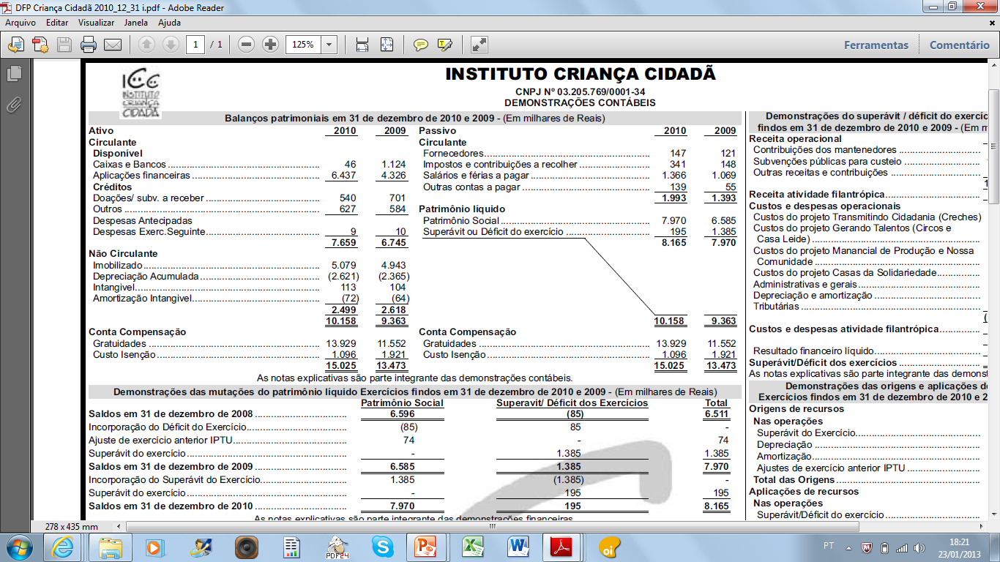 DFP Criança Cidadã 2010_12_31 i.pdf - Adobe Reader
Arquivo Editar Visualizar Janela Ajuda
1 / 1 125% Ferramentas Comentário
ICC
INSTITUTO
CRIANÇA
CIDADÃ
INSTITUTO CRIANÇA CIDADÃ
CNPJ Nº 03.205.769/0001-34
DEMONSTRAÇÕES CONTÁBEIS
Balanços patrimoniais em 31 de dezembro de 2010 e 2009 - (Em milhares de Reais)
Ativo 2010 2009 Passivo 2010 2009
Circulante Circulante
Disponível Fornecedores 147 121
Caixas e Bancos 46 1.124 Impostos e contribuições a recolher 341 148
Aplicações financeiras 6.437 4.326 Salários e férias a pagar 1.366 1.069
Créditos Outras contas a pagar 139 55
Doações/ subv. a receber 540 701 1.993 1.393
Outros 627 584 Patrimônio líquido
Despesas Antecipadas Patrimônio Social 7.970 6.585
Despesas Exerc.Seguinte 9 10 Superávit ou Déficit do exercício 195 1.385
7.659 6.745 8.165 7.970
Não Circulante
Imobilizado 5.079 4.943
Depreciação Acumulada (2.621) (2.365)
Intangivel 113 104
Amortização Intangivel (72) (64)
2.499 2.618
10.158 9.363 10.158 9.363
Conta Compensação Conta Compensação
Gratuidades 13.929 11.552 Gratuidades 13.929 11.552
Custo Isenção 1.096 1.921 Custo Isenção 1.096 1.921
15.025 13.473 15.025 13.473
As notas explicativas são parte integrante das demonstrações contábeis.
Demonstrações das mutações do patrimônio líquido Exercícios findos em 31 de dezembro de 2010 e 2009 - (Em milhares de Reais)
Patrimônio Social Superavit/ Déficit dos Exercícios Total
Saldos em 31 de dezembro de 2008 6.596 (85) 6.511
Incorporação do Déficit do Exercício (85) 85 -
Ajuste de exercício anterior IPTU 74 - 74
Superávit do exercício - 1.385 1.385
Saldos em 31 de dezembro de 2009 6.585 1.385 7.970
Incorporação do Superávit do Exercício 1.385 (1.385) -
Superávit do exercício - 195 195
Saldos em 31 de dezembro de 2010 7.970 195 8.165
As notas explicativas são parte integrante das demonstrações financeiras
Demonstrações do superávit / déficit do exercíc
findos em 31 de dezembro de 2010 e 2009 - (Em m
Receita operacional
Contribuições dos mantenedores
Subvenções públicas para custeio
Outras receitas e contribuições
Receita atividade filantrópica
Custos e despesas operacionais
Custos do projeto Transmitindo Cidadania (Creches)
Custos do projeto Gerando Talentos (Circos e
Casa Leide)
Custos do projeto Manancial de Produção e Nossa
Comunidade
Custos do projeto Casas da Solidariedade
Administrativas e gerais
Depreciação e amortização
Tributárias
Custos e despesas atividade filantrópica
Resultado financeiro líquido
Superávit/Déficit dos exercícios
As notas explicativas são parte integrante das demonst
Demonstrações das origens e aplicações d
Exercícios findos em 31 de dezembro de 2010 e 2
Origens de recursos
Nas operações
Superávit do Exercício
Depreciação
Amortização
Ajustes de exercício anterior IPTU
Total das Origens
Aplicações de recursos
Nas operações
Superávit/Déficit do exercício
278 x 435 mm
PDF24 oi PT 18:21
23/01/2013